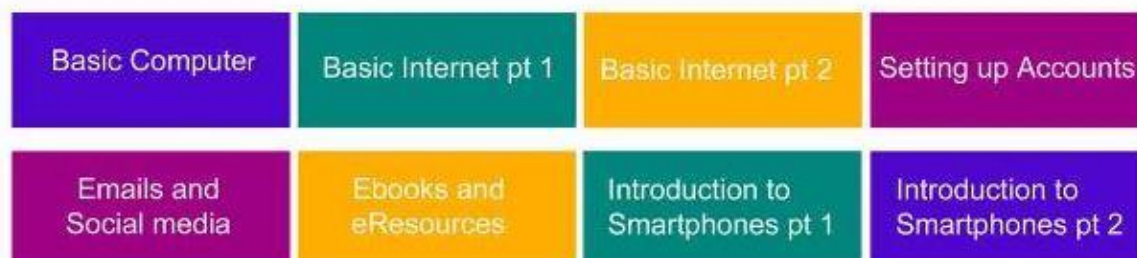 Basic Computer
Basic Internet pt 1
Basic Internet pt 2
Setting up Accounts
Emails and
Social media
Ebooks and
eResources
Introduction to
Smartphones pt 1
Introduction to
Smartphones pt 2